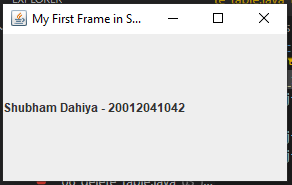 My First Frame in S...
Shubham Dahiya - 20012041042